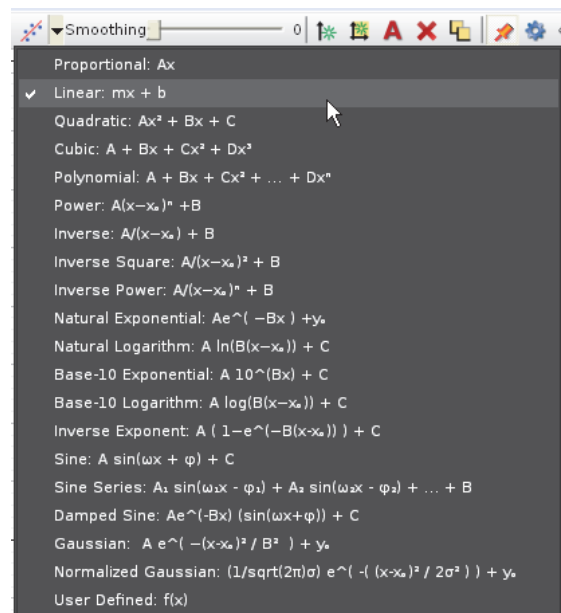 Smoothing 0 A
Proportional: Ax
Linear: mx + b
Quadratic: Ax² + Bx + C
Cubic: A + Bx + Cx² + Dx³
Polynomial: A + Bx + Cx² + ... + Dxⁿ
Power: A(x−xₒ)ⁿ +B
Inverse: A/(x−xₒ) + B
Inverse Square: A/(x−xₒ)² + B
Inverse Power: A/(x−xₒ)ⁿ + B
Natural Exponential: Ae^( −Bx ) +yₒ
Natural Logarithm: A ln(B(x−xₒ)) + C
Base-10 Exponential: A 10^(Bx) + C
Base-10 Logarithm: A log(B(x−xₒ)) + C
Inverse Exponent: A ( 1−e^(−B(x-xₒ)) ) + C
Sine: A sin(ωx + φ) + C
Sine Series: A₁ sin(ω₁x - φ₁) + A₂ sin(ω₂x - φ₂) + ... + B
Damped Sine: Ae^(-Bx) (sin(ωx+φ)) + C
Gaussian:  A e^( −(x-xₒ)² / B²  ) + yₒ
Normalized Gaussian: (1/sqrt(2π)σ) e^( -( (x-xₒ)² / 2σ² ) ) + yₒ
User Defined: f(x)